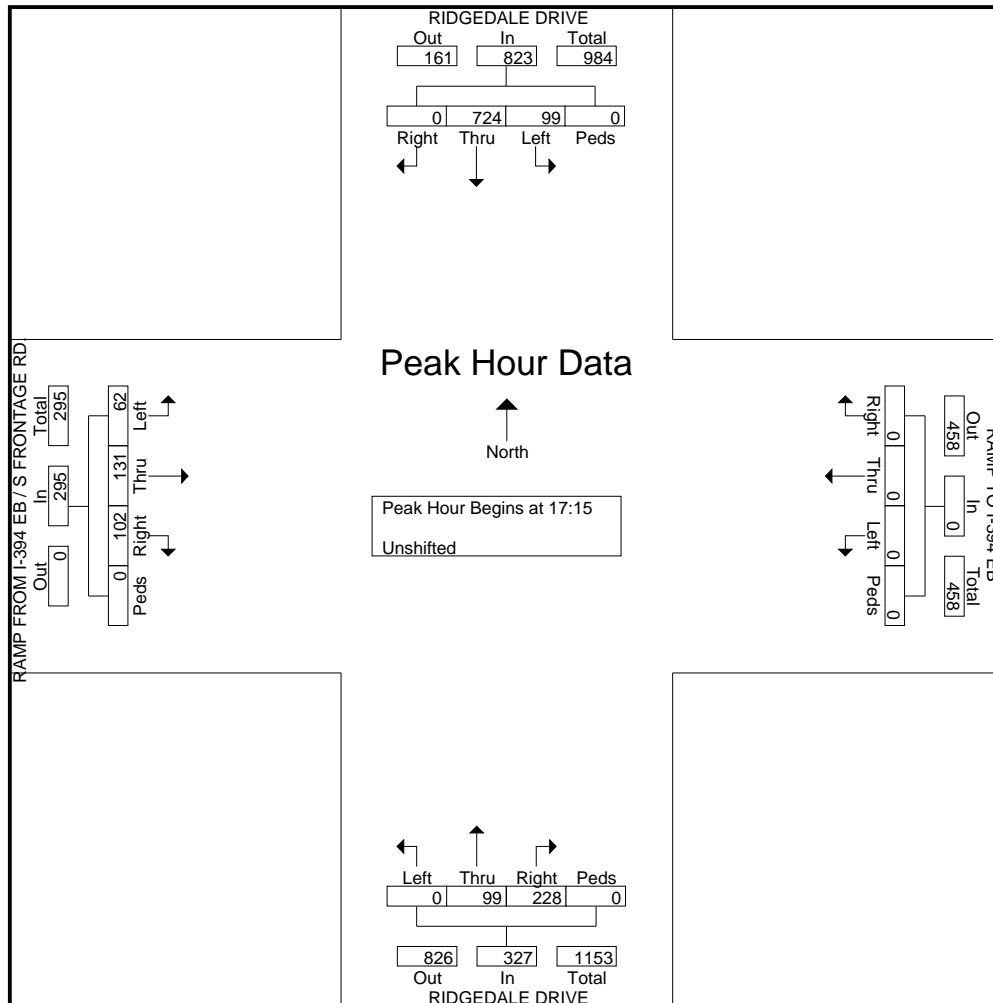 RIDGEDALE DRIVE
Out In Total
161 823 984
0 724 99 0
Right Thru Left Peds
Peak Hour Data
North
Peak Hour Begins at 17:15
Unshifted
RAMP FROM I-394 EB / S FRONTAGE RD.
Out In Total
0 295 295
Left Thru Right Peds
62 131 102 0
RAMP TO I-394 EB
Out In Total
458 0 458
Right Thru Left Peds
0 0 0 0
Left Thru Right Peds
0 99 228 0
826 327 1153
Out In Total
RIDGEDALE DRIVE